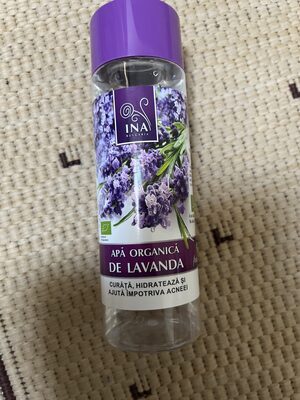 INA
BULGARIA
APĂ ORGANICĂ
DE LAVANDA
CURĂȚĂ, HIDRATEAZĂ ȘI
AJUTĂ ÎMPOTRIVA ACNEEI